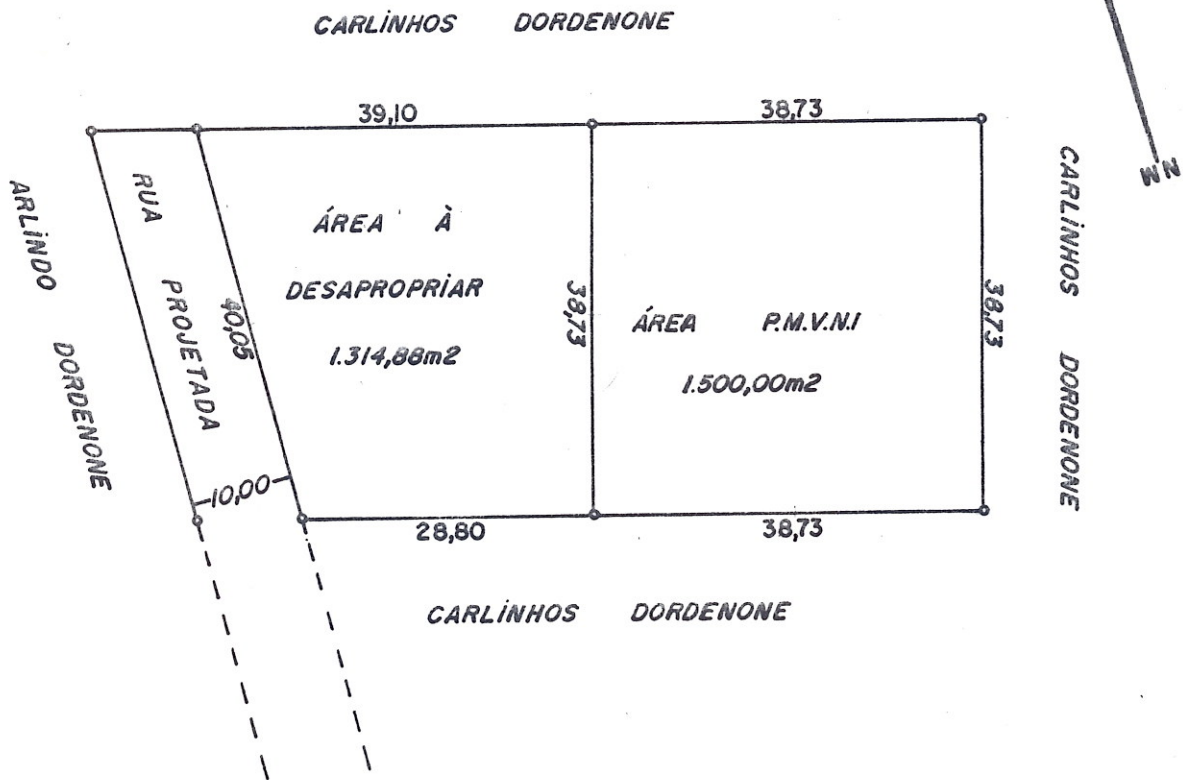 CARLINHOS DORDENONE
39,10
38,73
RUA PROJETADA
ARLINDO DORDENONE
40,05
ÁREA À
DESAPROPRIAR
1.314,88m2
38,73
ÁREA P.M.V.N.I
1.500,00m2
38,73
CARLINHOS DORDENONE
NM
10,00
28,80
38,73
CARLINHOS DORDENONE